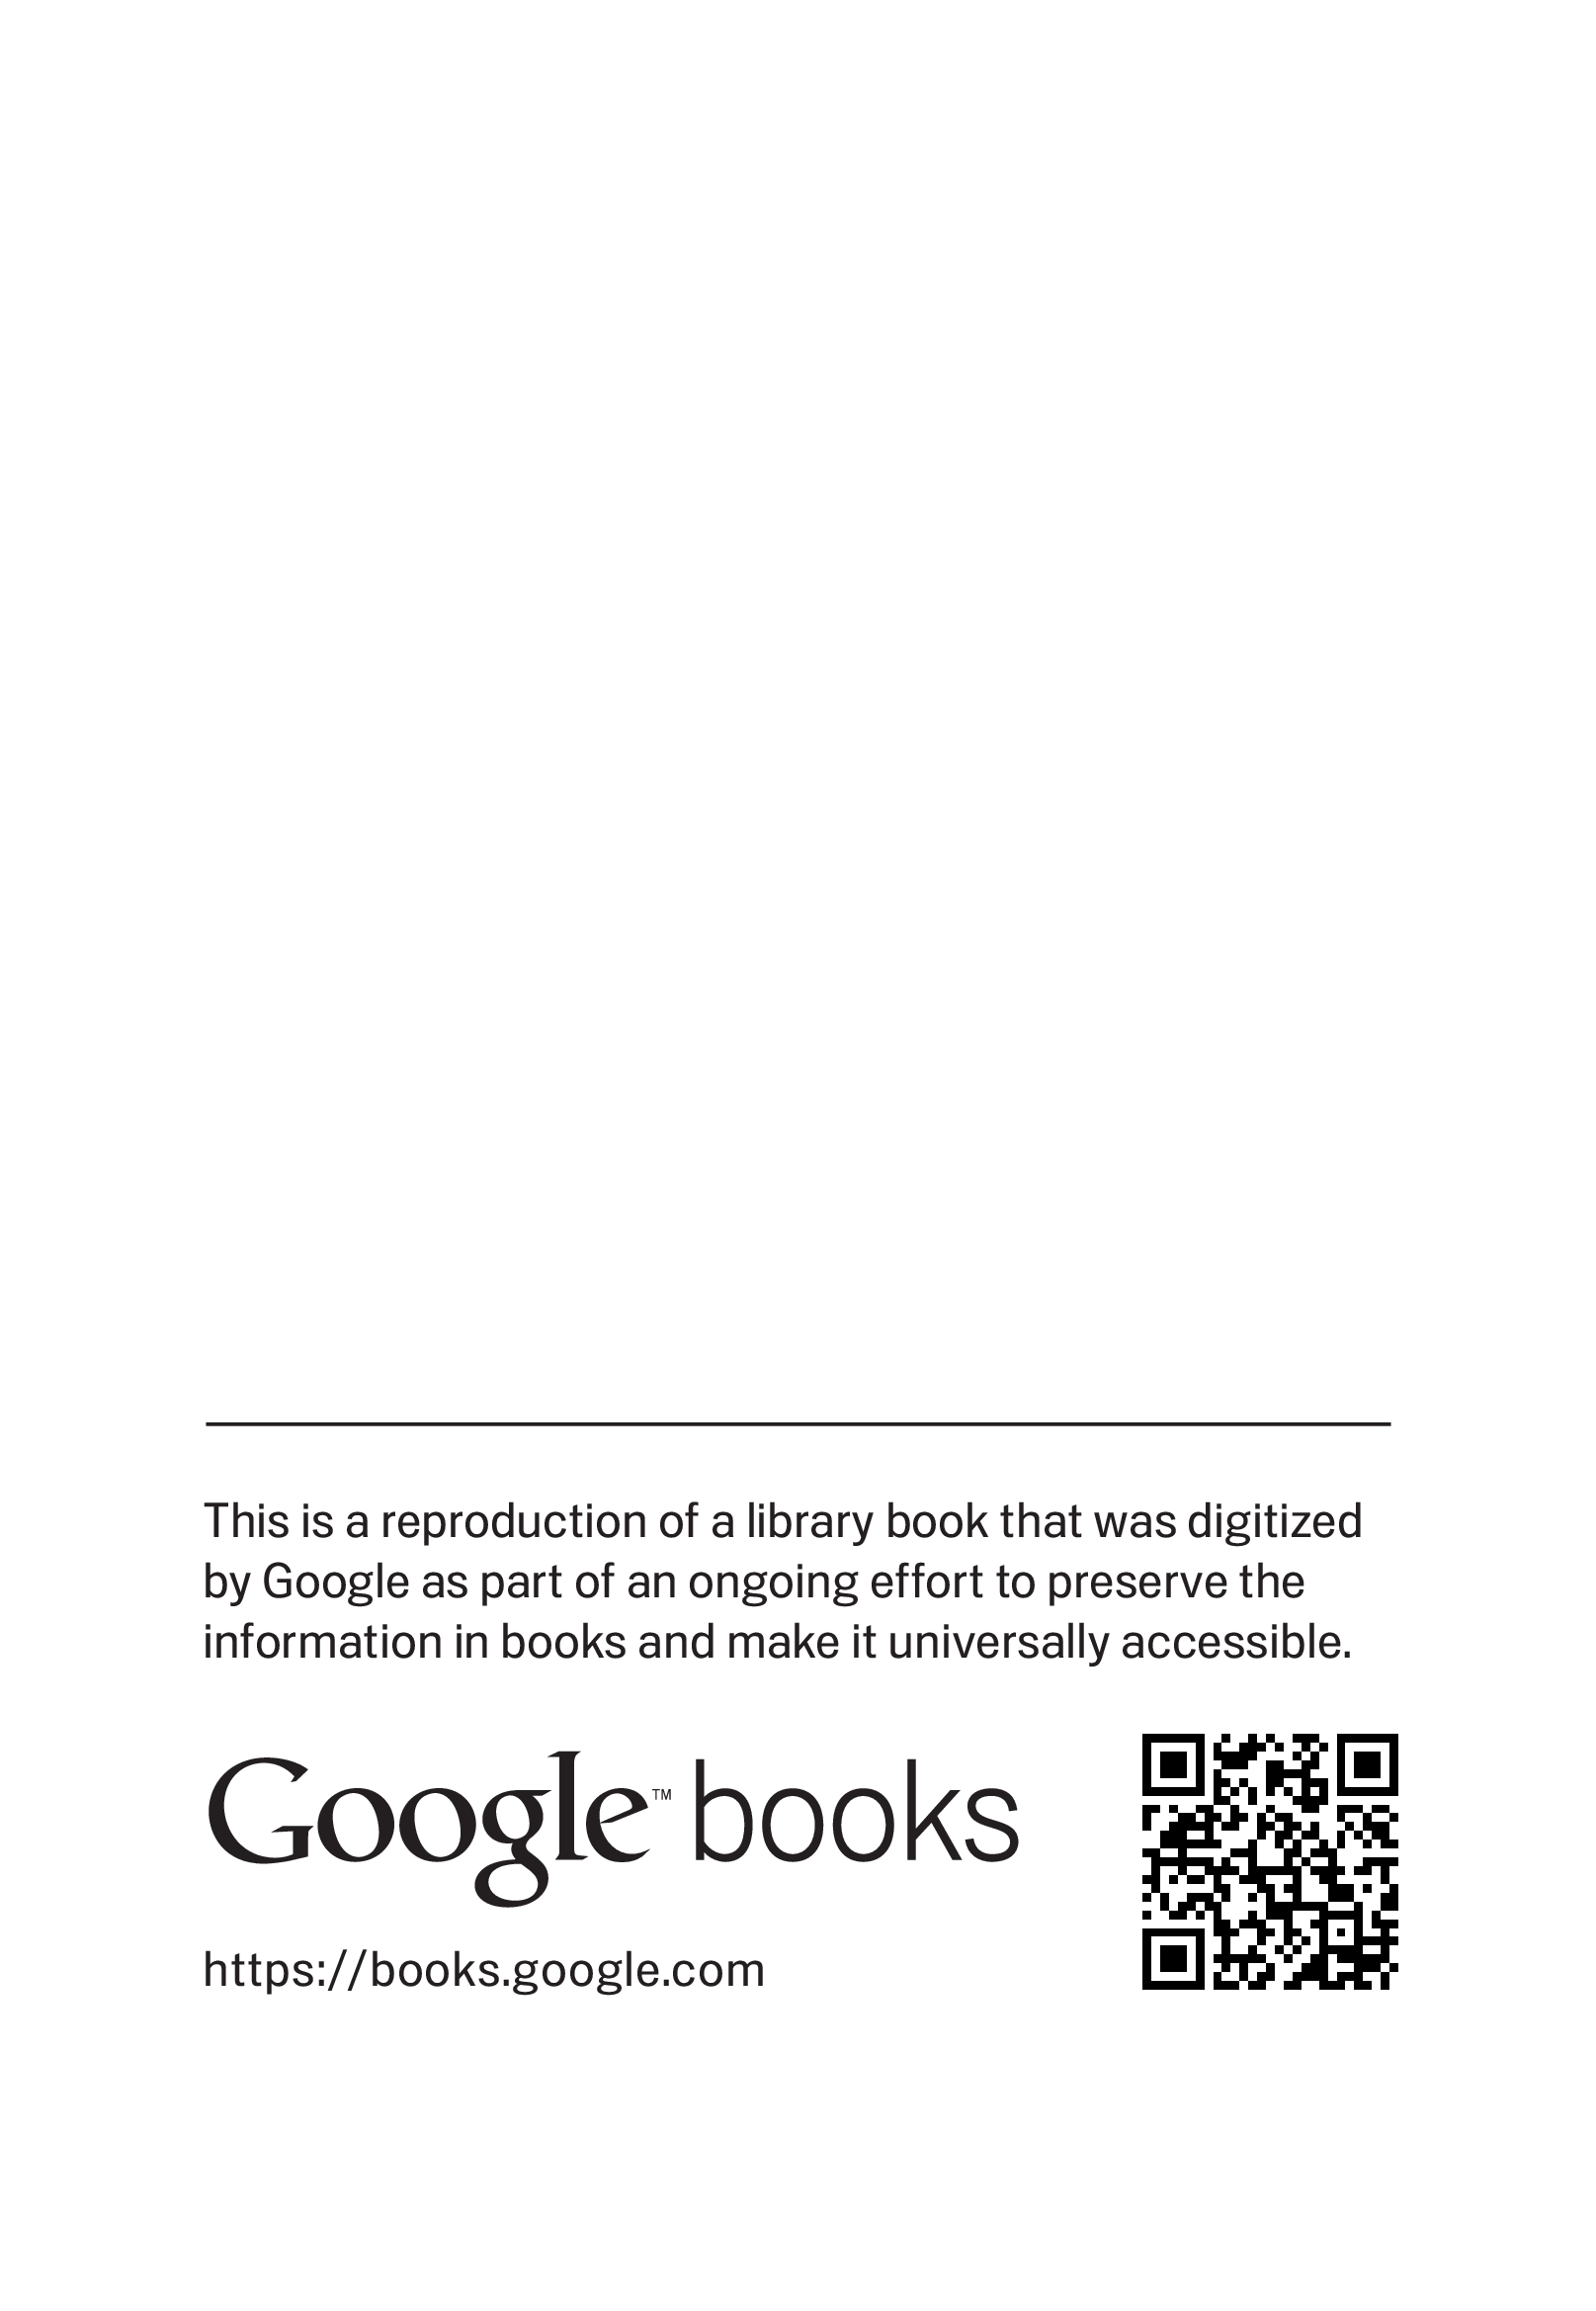 This is a reproduction of a library book that was digitized
by Google as part of an ongoing effort to preserve the
information in books and make it universally accessible.
Google™ books
https://books.google.com